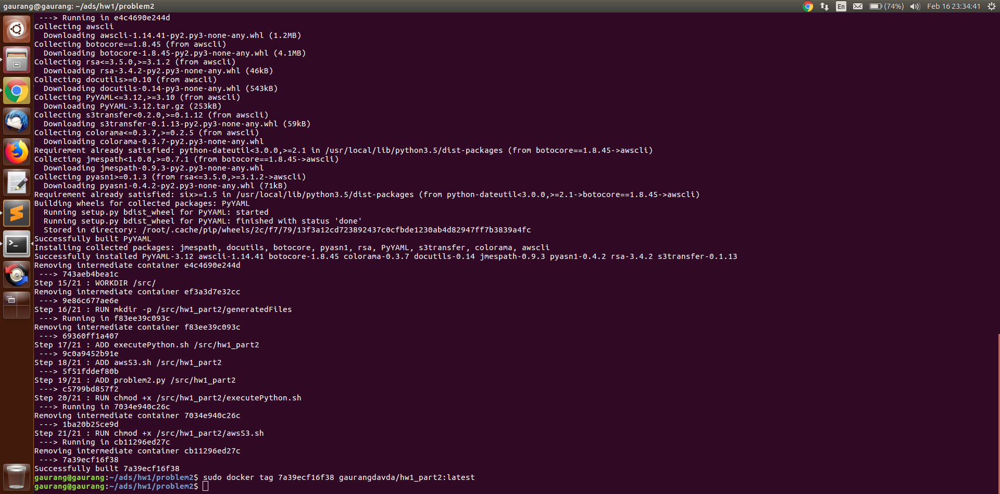 gaurang@gaurang: ~/ads/hw1/problem2
En (74%) Feb 16 23:34:41
---> Running in e4c4690e244d
Collecting awscli
Downloading awscli-1.14.41-py2.py3-none-any.whl (1.2MB)
Collecting botocore==1.8.45 (from awscli)
Downloading botocore-1.8.45-py2.py3-none-any.whl (4.1MB)
Collecting rsa<=3.5.0,>=3.1.2 (from awscli)
Downloading rsa-3.4.2-py2.py3-none-any.whl (46kB)
Collecting docutils>=0.10 (from awscli)
Downloading docutils-0.14-py3-none-any.whl (543kB)
Collecting PyYAML<=3.12,>=3.10 (from awscli)
Downloading PyYAML-3.12.tar.gz (253kB)
Collecting s3transfer<0.2.0,>=0.1.12 (from awscli)
Downloading s3transfer-0.1.13-py2.py3-none-any.whl (59kB)
Collecting colorama<=0.3.7,>=0.2.5 (from awscli)
Downloading colorama-0.3.7-py2.py3-none-any.whl
Requirement already satisfied: python-dateutil<3.0.0,>=2.1 in /usr/local/lib/python3.5/dist-packages (from botocore==1.8.45->awscli)
Collecting jmespath<1.0.0,>=0.7.1 (from botocore==1.8.45->awscli)
Downloading jmespath-0.9.3-py2.py3-none-any.whl
Collecting pyasn1>=0.1.3 (from rsa<=3.5.0,>=3.1.2->awscli)
Downloading pyasn1-0.4.2-py2.py3-none-any.whl (71kB)
Requirement already satisfied: six>=1.5 in /usr/local/lib/python3.5/dist-packages (from python-dateutil<3.0.0,>=2.1->botocore==1.8.45->awscli)
Building wheels for collected packages: PyYAML
Running setup.py bdist_wheel for PyYAML: started
Running setup.py bdist_wheel for PyYAML: finished with status 'done'
Stored in directory: /root/.cache/pip/wheels/2c/f7/79/13f3a12cd723892437c0cfbde1230ab4d82947ff7b3839a4fc
Successfully built PyYAML
Installing collected packages: jmespath, docutils, botocore, pyasn1, rsa, PyYAML, s3transfer, colorama, awscli
Successfully installed PyYAML-3.12 awscli-1.14.41 botocore-1.8.45 colorama-0.3.7 docutils-0.14 jmespath-0.9.3 pyasn1-0.4.2 rsa-3.4.2 s3transfer-0.1.13
Removing intermediate container e4c4690e244d
---> 743aeb4bea1c
Step 15/21 : WORKDIR /src/
Removing intermediate container ef3a3d7e32cc
---> 9e86c677ae6e
Step 16/21 : RUN mkdir -p /src/hw1_part2/generatedFiles
---> Running in f83ee39c093c
Removing intermediate container f83ee39c093c
---> 69360ff1a407
Step 17/21 : ADD executePython.sh /src/hw1_part2
---> 9c0a9452b91e
Step 18/21 : ADD awsS3.sh /src/hw1_part2
---> 5f51fddef80b
Step 19/21 : ADD problem2.py /src/hw1_part2
---> c5799bd857f2
Step 20/21 : RUN chmod +x /src/hw1_part2/executePython.sh
---> Running in 7034e940c26c
Removing intermediate container 7034e940c26c
---> 1ba20b25ce9d
Step 21/21 : RUN chmod +x /src/hw1_part2/awsS3.sh
---> Running in cb11296ed27c
Removing intermediate container cb11296ed27c
---> 7a39ecf16f38
Successfully built 7a39ecf16f38
gaurang@gaurang:~/ads/hw1/problem2$ sudo docker tag 7a39ecf16f38 gaurangdavda/hw1_part2:latest
gaurang@gaurang:~/ads/hw1/problem2$